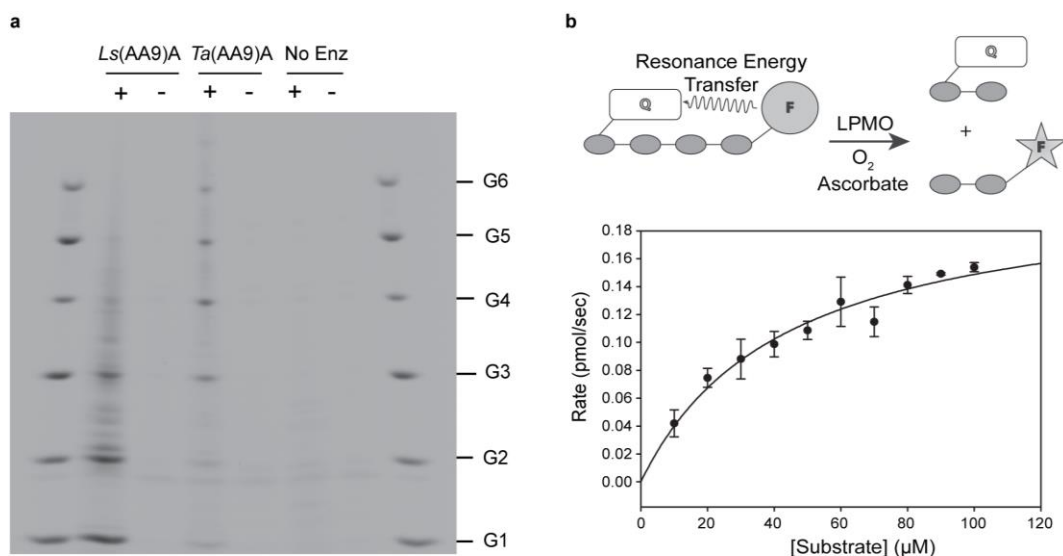 a
Ls(AA9)A Ta(AA9)A No Enz
+ - + - + -
G6
G5
G4
G3
G2
G1
b
Resonance Energy
Transfer
Q
F
LPMO
O2
Ascorbate
Q
+
F
0.18
0.16
0.14
0.12
0.10
0.08
0.06
0.04
0.02
0.00
Rate (pmol/sec)
0 20 40 60 80 100 120
[Substrate] (µM)